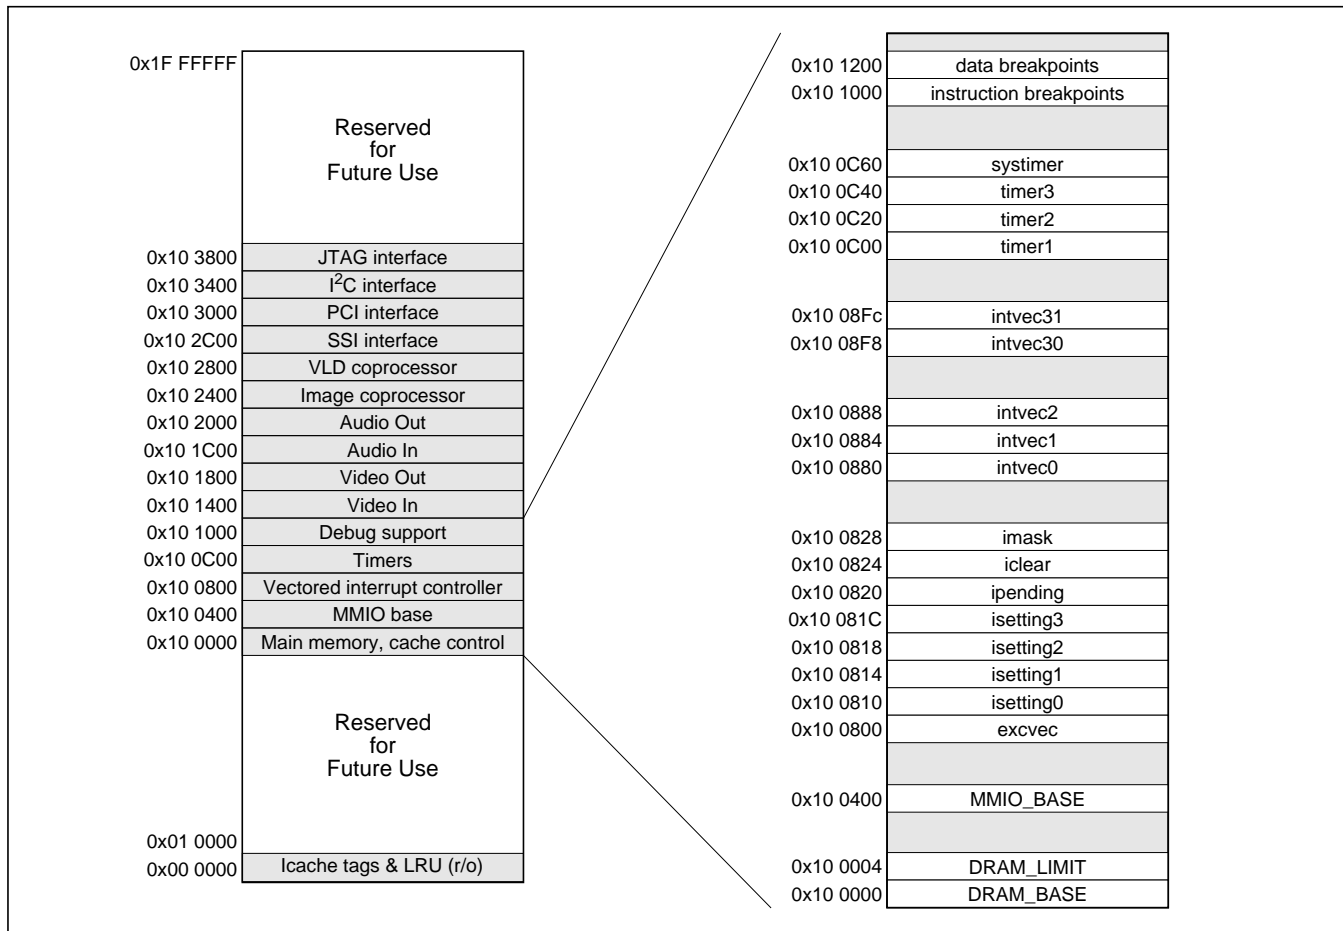 0x1F FFFFF
Reserved
for
Future Use
0x10 3800 JTAG interface
0x10 3400 I2C interface
0x10 3000 PCI interface
0x10 2C00 SSI interface
0x10 2800 VLD coprocessor
0x10 2400 Image coprocessor
0x10 2000 Audio Out
0x10 1C00 Audio In
0x10 1800 Video Out
0x10 1400 Video In
0x10 1000 Debug support
0x10 0C00 Timers
0x10 0800 Vectored interrupt controller
0x10 0400 MMIO base
0x10 0000 Main memory, cache control
Reserved
for
Future Use
0x01 0000
0x00 0000 Icache tags & LRU (r/o)
0x10 1200 data breakpoints
0x10 1000 instruction breakpoints
0x10 0C60 systimer
0x10 0C40 timer3
0x10 0C20 timer2
0x10 0C00 timer1
0x10 08Fc intvec31
0x10 08F8 intvec30
0x10 0888 intvec2
0x10 0884 intvec1
0x10 0880 intvec0
0x10 0828 imask
0x10 0824 iclear
0x10 0820 ipending
0x10 081C isetting3
0x10 0818 isetting2
0x10 0814 isetting1
0x10 0810 isetting0
0x10 0800 excvec
0x10 0400 MMIO_BASE
0x10 0004 DRAM_LIMIT
0x10 0000 DRAM_BASE